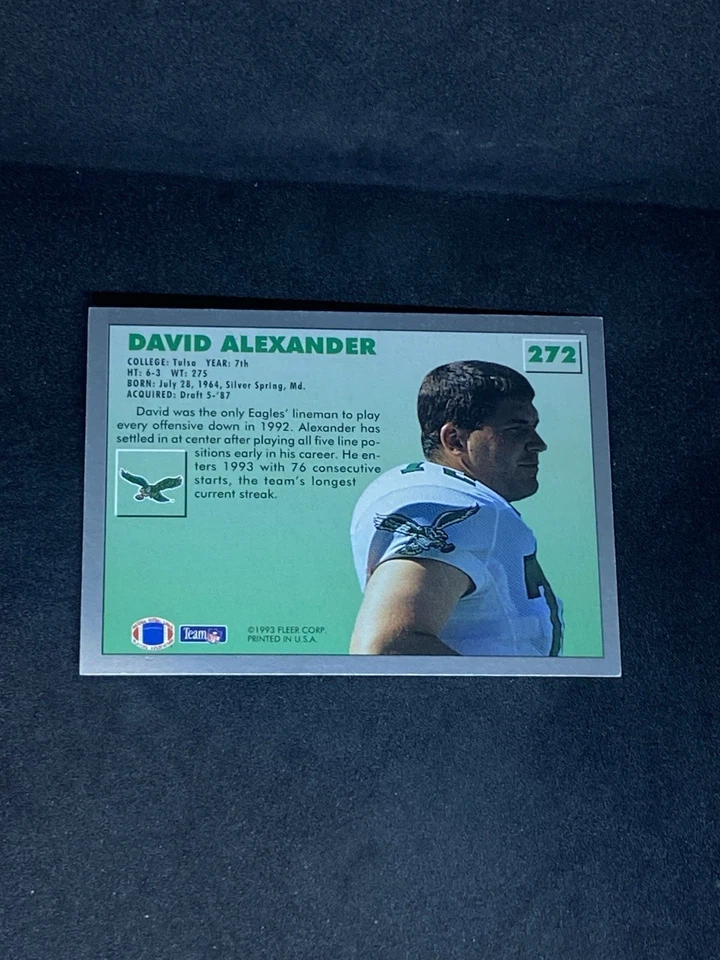 DAVID ALEXANDER
272
COLLEGE: Tulsa YEAR: 7th
HT: 6-3 WT: 275
BORN: July 28, 1964, Silver Spring, Md.
ACQUIRED: Draft 5-'87
David was the only Eagles' lineman to play
every offensive down in 1992. Alexander has
settled in at center after playing all five line po-
sitions early in his career. He en-
ters 1993 with 76 consecutive
starts, the team's longest
current streak.
Team NFL
©1993 FLEER CORP.
PRINTED IN U.S.A.